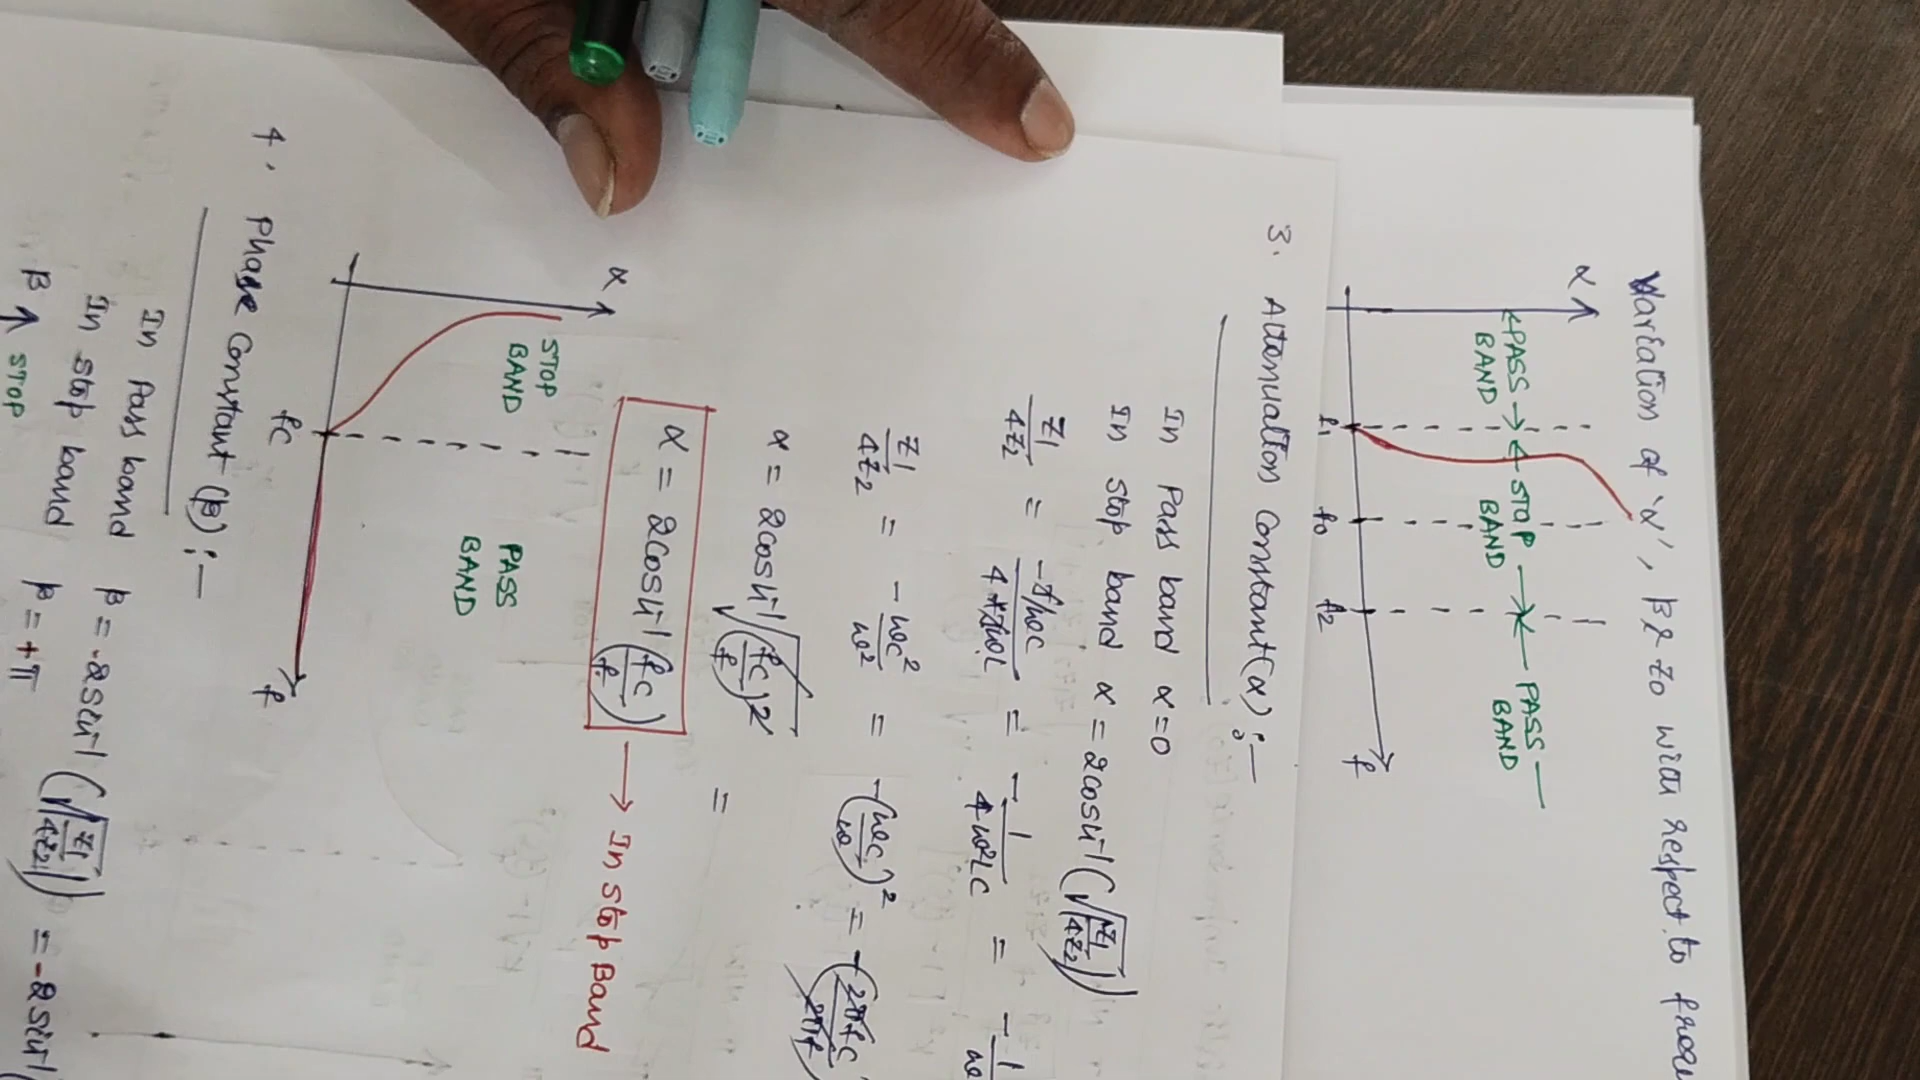 Variation of 'α', β & Z0 with respect to
α
PASS BAND
STOP BAND
PASS BAND
f1
f0
f2
f
3. Attenuation Constant (α) :-
In Pass band α = 0
In stop band α = 2cosh-1(√(Z1/4Z2))
Z1/4Z2 = = -1/4ω²LC = -1/
Z1/4Z2 = -ωc²/ω² = -(ωc/ω)² = -(2πfc/2πf)
α = 2cosh-1√(fc/f)2
=
α = 2cosh-1(fc/f) → In stop Band
α
STOP BAND
PASS BAND
fc
f
4. Phase Constant (β) :-
In Pass band β = -2sin-1(√(Z1/4Z2)) = -2sin-1(
In stop band β = +π
β
STOP